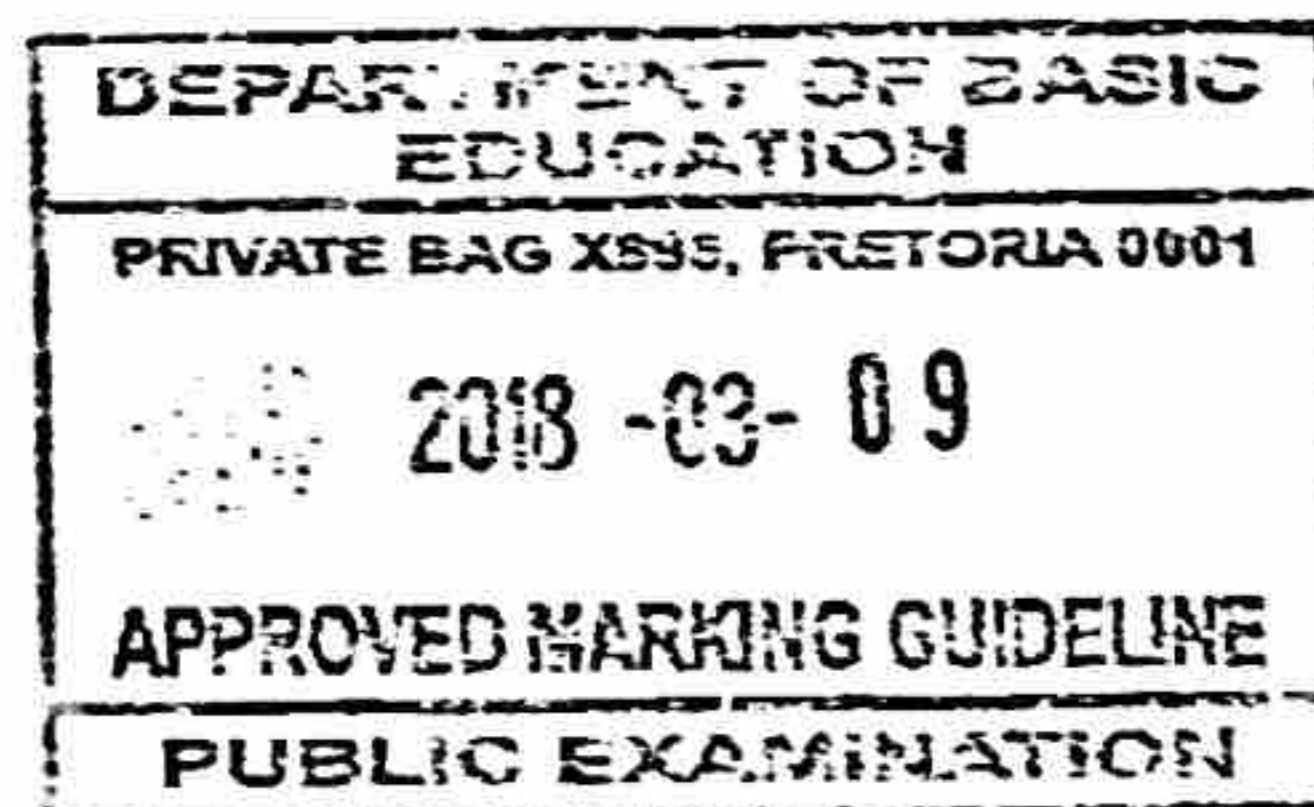 DEPARTMENT OF BASIC
EDUCATION
PRIVATE BAG X895, PRETORIA 0001
2018 -03- 09
APPROVED MARKING GUIDELINE
PUBLIC EXAMINATION